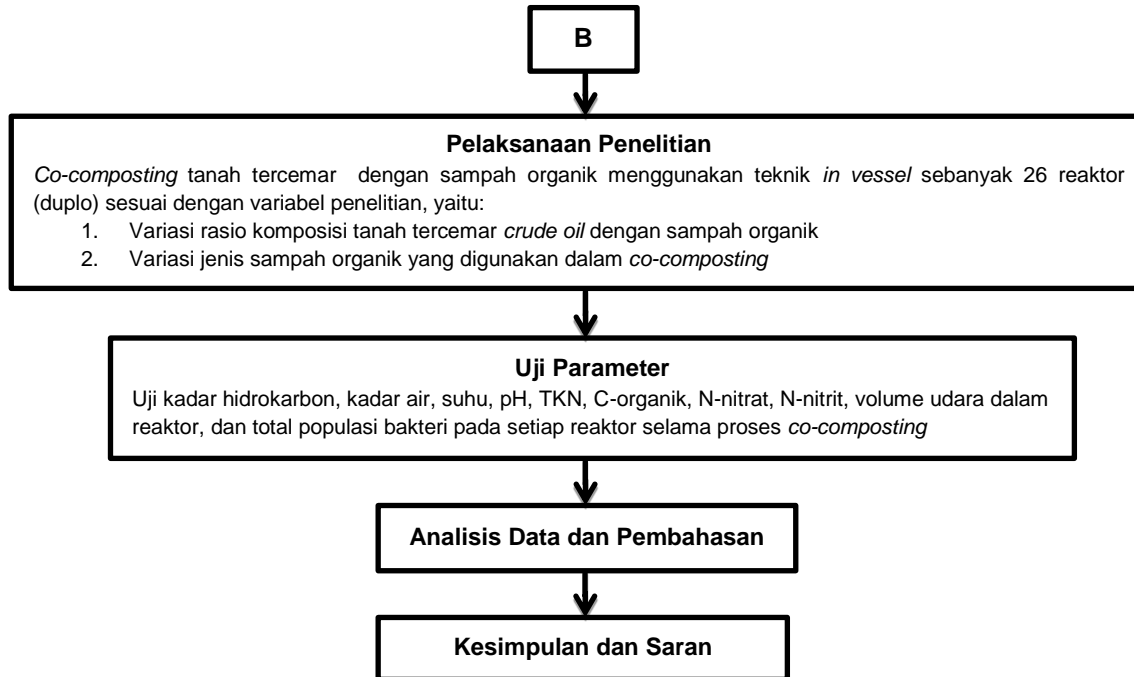 B
Pelaksanaan Penelitian
Co-composting tanah tercemar dengan sampah organik menggunakan teknik in vessel sebanyak 26 reaktor
(duplo) sesuai dengan variabel penelitian, yaitu:
1. Variasi rasio komposisi tanah tercemar crude oil dengan sampah organik
2. Variasi jenis sampah organik yang digunakan dalam co-composting
Uji Parameter
Uji kadar hidrokarbon, kadar air, suhu, pH, TKN, C-organik, N-nitrat, N-nitrit, volume udara dalam
reaktor, dan total populasi bakteri pada setiap reaktor selama proses co-composting
Analisis Data dan Pembahasan
Kesimpulan dan Saran